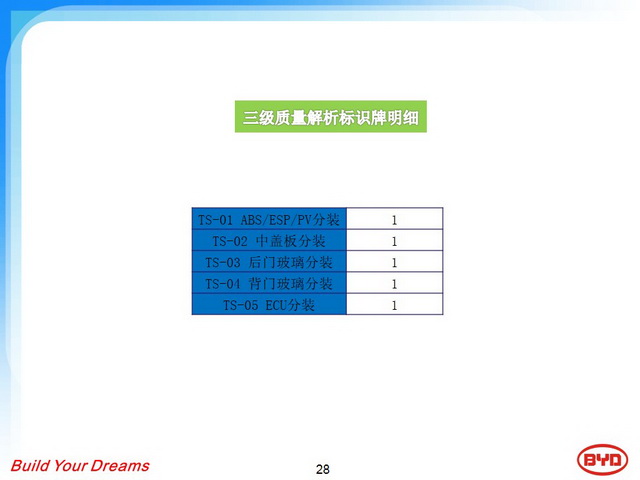 三级质量解析标识牌明细
TS-01 ABS/ESP/PV分装 1
TS-02 中盖板分装 1
TS-03 后门玻璃分装 1
TS-04 背门玻璃分装 1
TS-05 ECU分装 1
Build Your Dreams
28
BYD